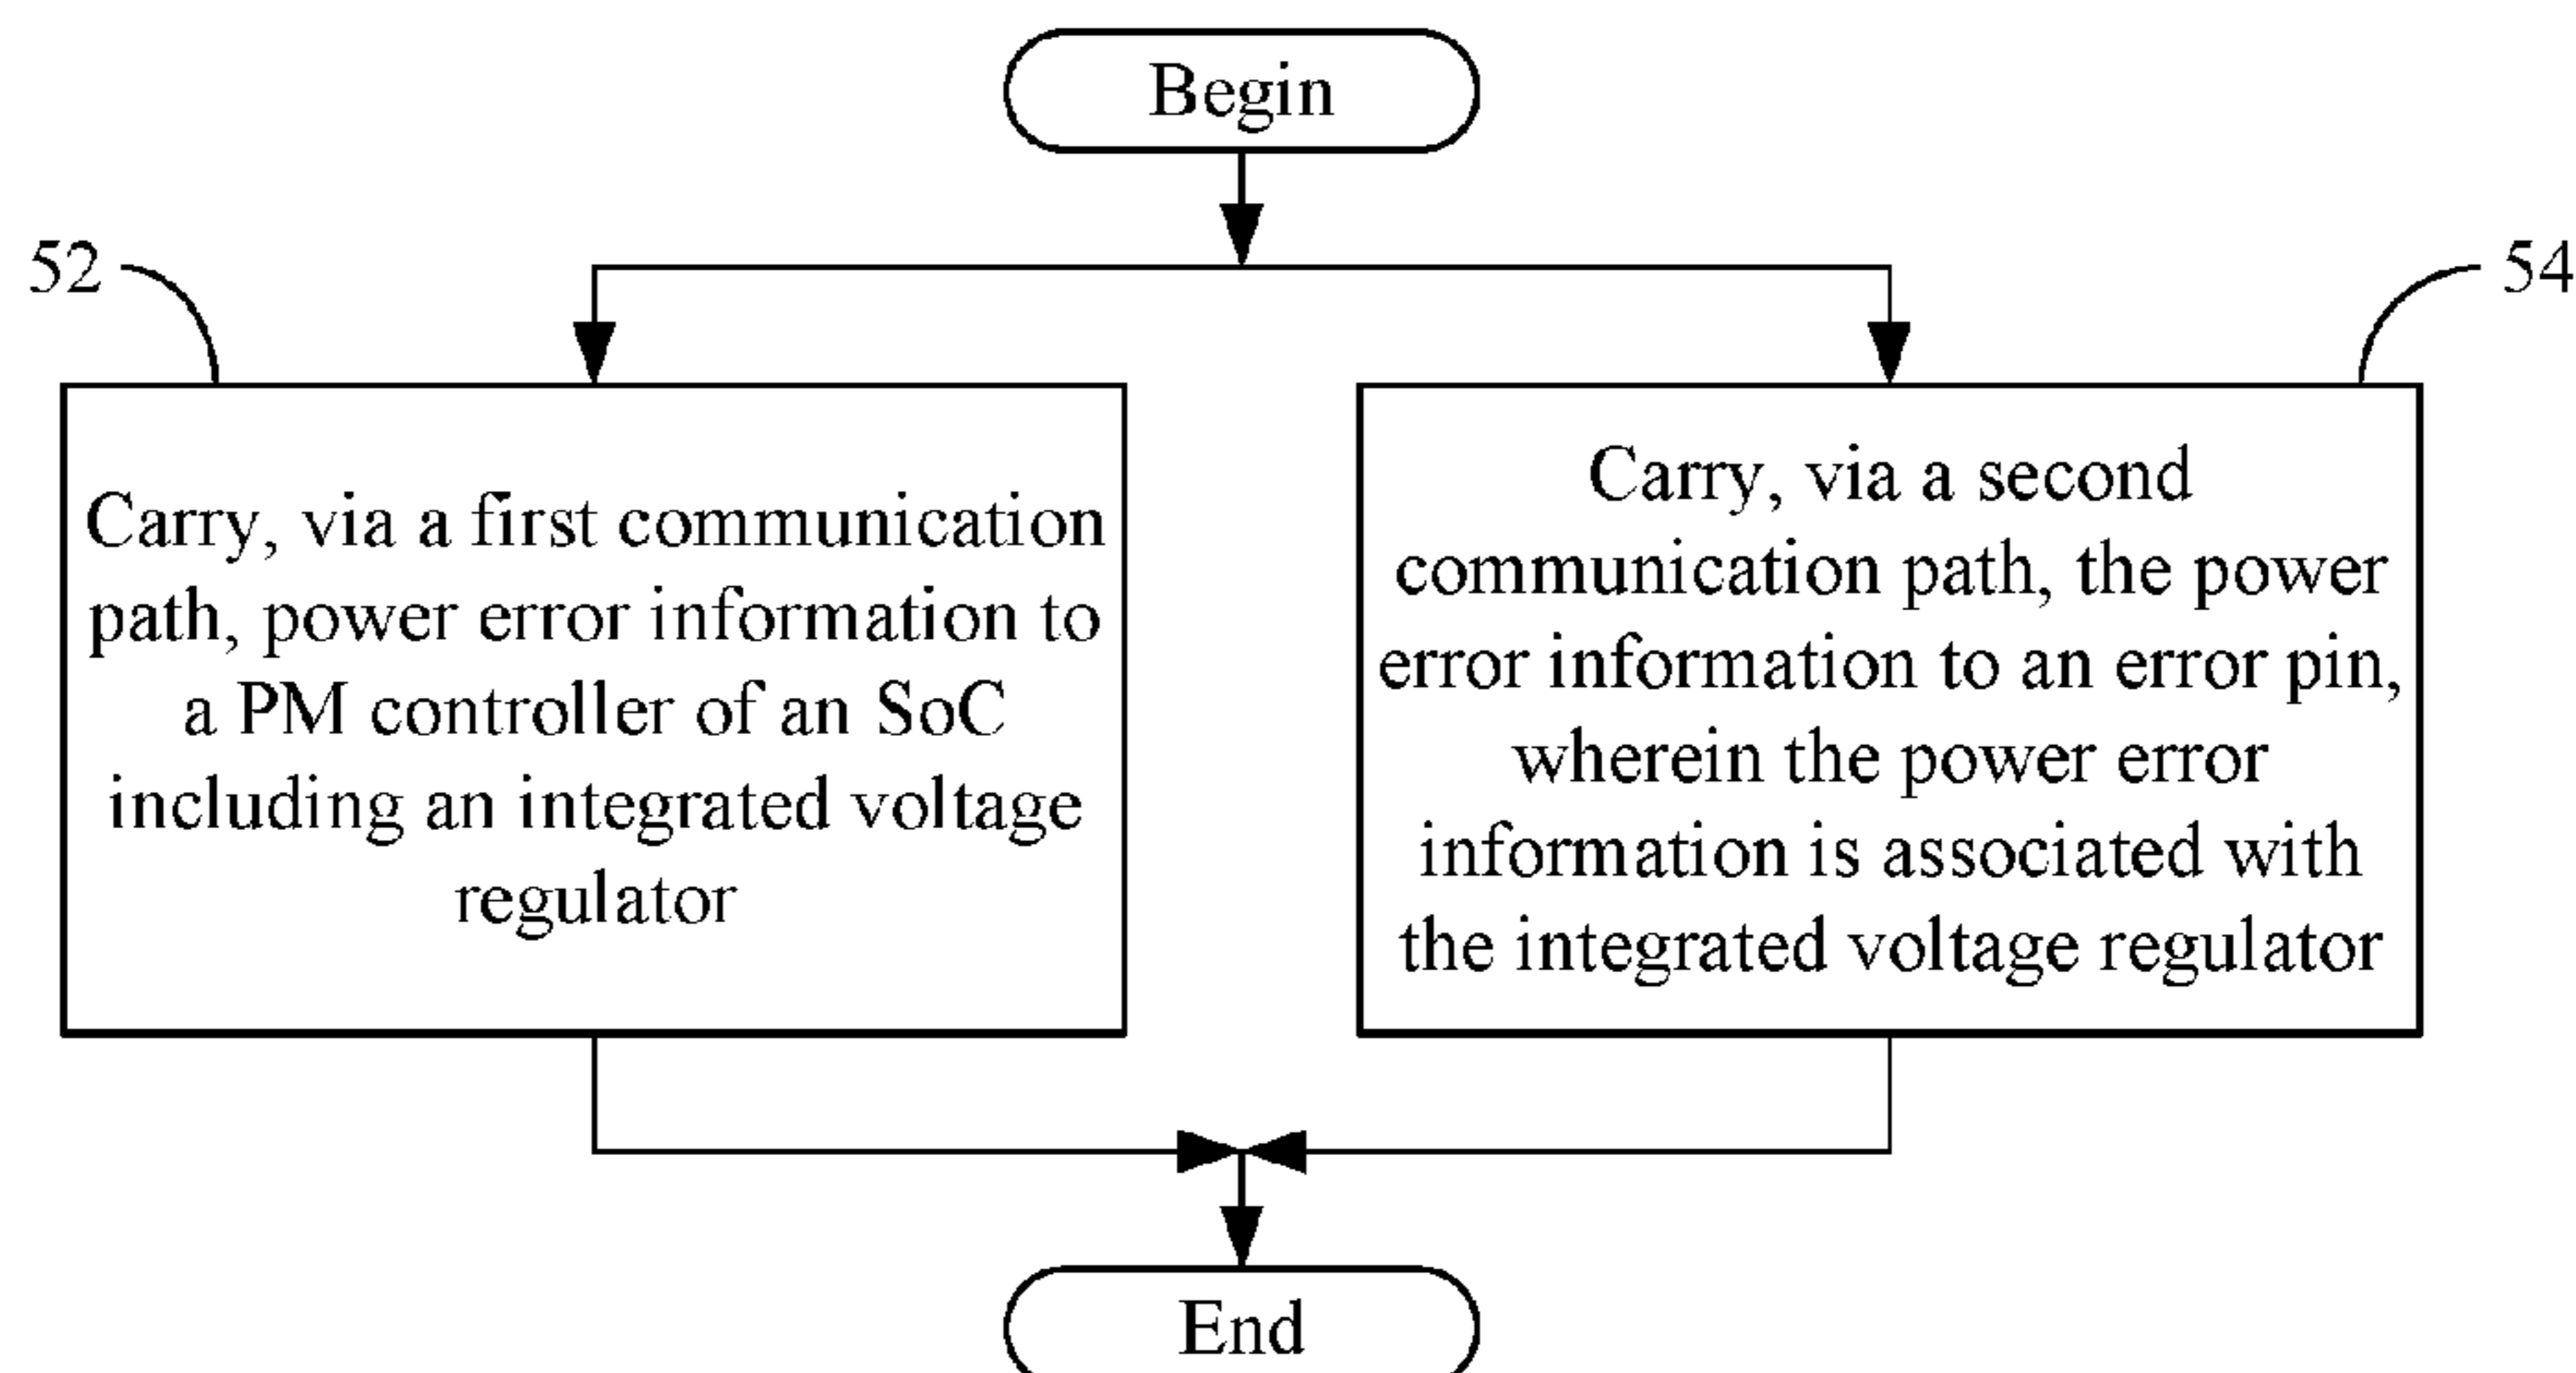 Begin
52
54
Carry, via a first communication
path, power error information to
a PM controller of an SoC
including an integrated voltage
regulator
Carry, via a second
communication path, the power
error information to an error pin,
wherein the power error
information is associated with
the integrated voltage regulator
End